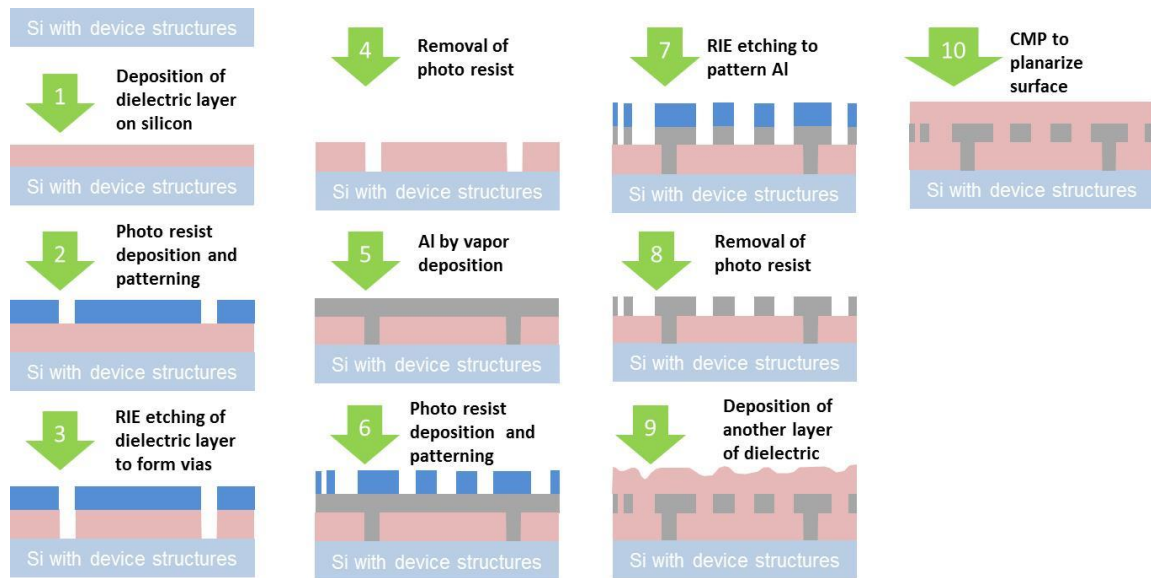 Si with device structures
1
Deposition of
dielectric layer
on silicon
Si with device structures
2
Photo resist
deposition and
patterning
Si with device structures
3
RIE etching of
dielectric layer
to form vias
Si with device structures
4
Removal of
photo resist
Si with device structures
5
Al by vapor
deposition
Si with device structures
6
Photo resist
deposition and
patterning
Si with device structures
7
RIE etching to
pattern Al
Si with device structures
8
Removal of
photo resist
Si with device structures
9
Deposition of
another layer
of dielectric
Si with device structures
10
CMP to
planarize
surface
Si with device structures